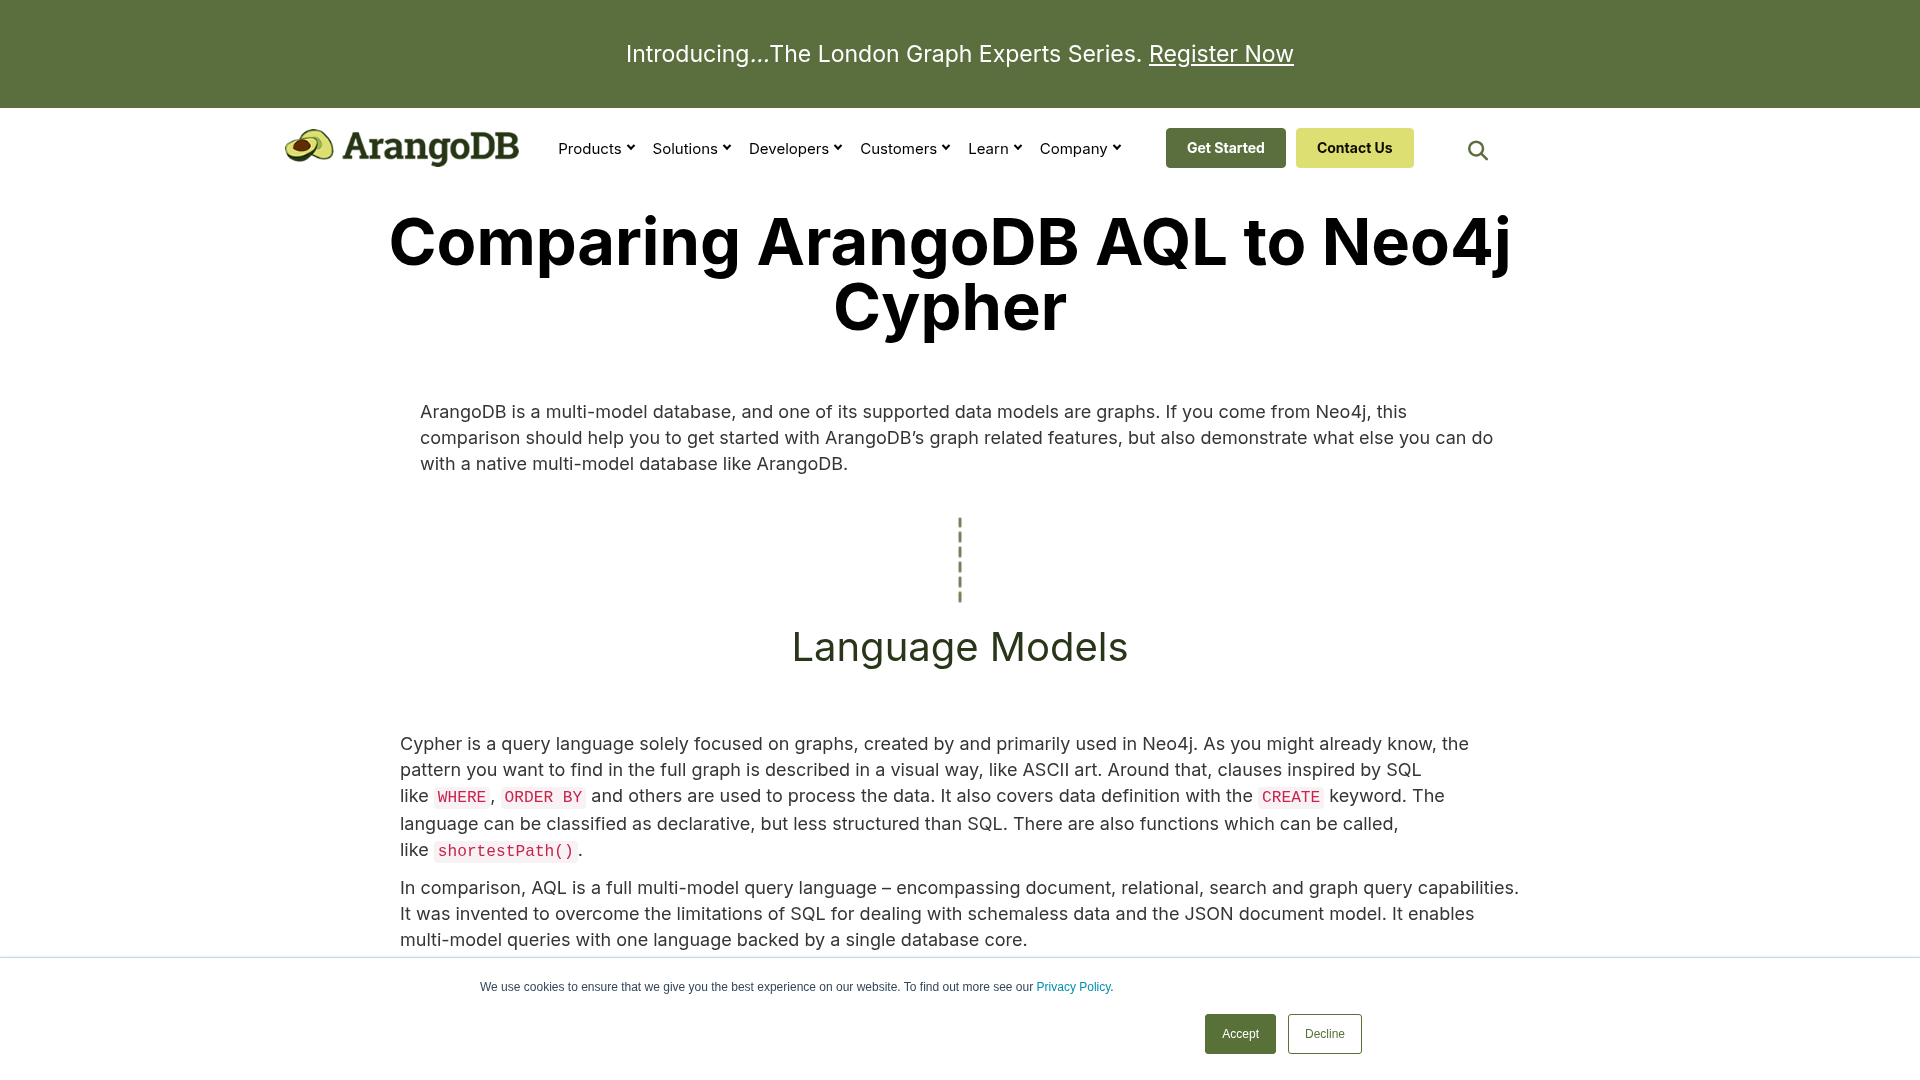 Introducing...The London Graph Experts Series. Register Now
ArangoDB Products Solutions Developers Customers Learn Company Get Started Contact Us
Comparing ArangoDB AQL to Neo4j
Cypher
ArangoDB is a multi-model database, and one of its supported data models are graphs. If you come from Neo4j, this
comparison should help you to get started with ArangoDB’s graph related features, but also demonstrate what else you can do
with a native multi-model database like ArangoDB.
Language Models
Cypher is a query language solely focused on graphs, created by and primarily used in Neo4j. As you might already know, the
pattern you want to find in the full graph is described in a visual way, like ASCII art. Around that, clauses inspired by SQL
like WHERE, ORDER BY and others are used to process the data. It also covers data definition with the CREATE keyword. The
language can be classified as declarative, but less structured than SQL. There are also functions which can be called,
like shortestPath().
In comparison, AQL is a full multi-model query language – encompassing document, relational, search and graph query capabilities.
It was invented to overcome the limitations of SQL for dealing with schemaless data and the JSON document model. It enables
multi-model queries with one language backed by a single database core.
We use cookies to ensure that we give you the best experience on our website. To find out more see our Privacy Policy.
Accept Decline